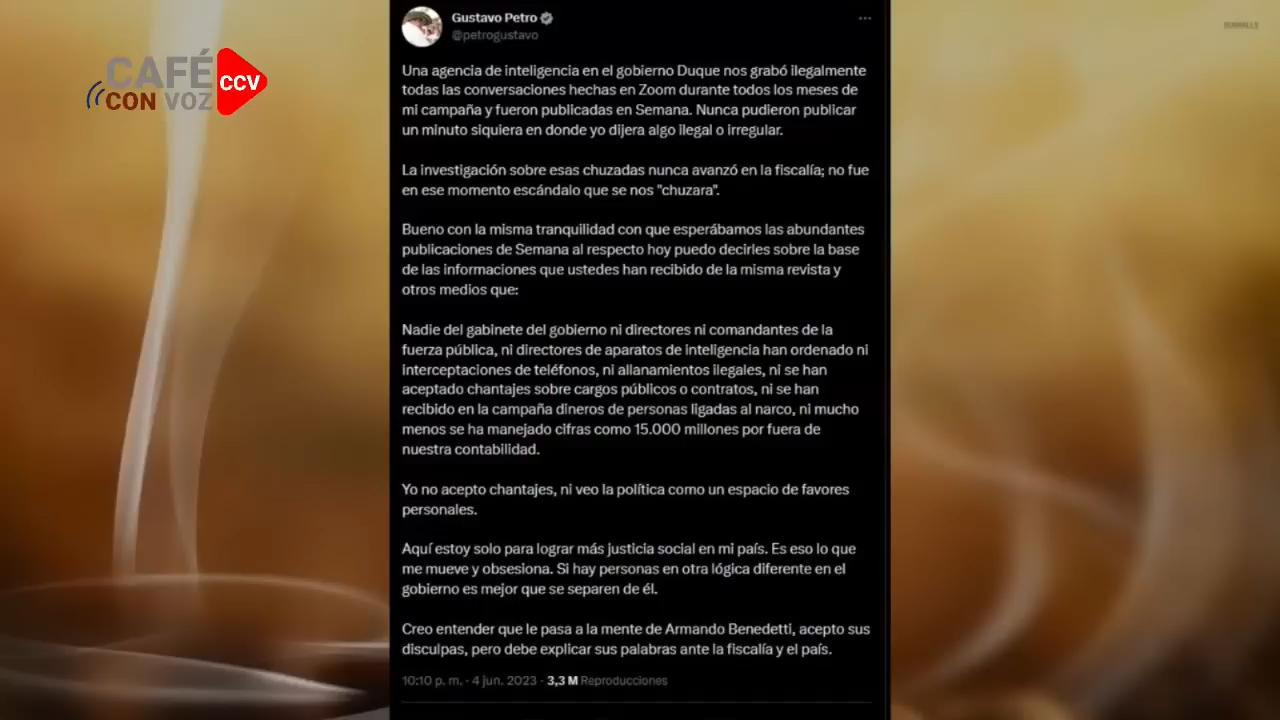 Gustavo Petro
@petrogustavo
CAFÉ
CON VOZ
CCV
Una agencia de inteligencia en el gobierno Duque nos grabó ilegalmente
todas las conversaciones hechas en Zoom durante todos los meses de
mi campaña y fueron publicadas en Semana. Nunca pudieron publicar
un minuto siquiera en donde yo dijera algo ilegal o irregular.
La investigación sobre esas chuzadas nunca avanzó en la fiscalía; no fue
en ese momento escándalo que se nos "chuzara".
Bueno con la misma tranquilidad con que esperábamos las abundantes
publicaciones de Semana al respecto hoy puedo decirles sobre la base
de las informaciones que ustedes han recibido de la misma revista y
otros medios que:
Nadie del gabinete del gobierno ni directores ni comandantes de la
fuerza pública, ni directores de aparatos de inteligencia han ordenado ni
interceptaciones de teléfonos, ni allanamientos ilegales, ni se han
aceptado chantajes sobre cargos públicos o contratos, ni se han
recibido en la campaña dineros de personas ligadas al narco, ni mucho
menos se ha manejado cifras como 15.000 millones por fuera de
nuestra contabilidad.
Yo no acepto chantajes, ni veo la política como un espacio de favores
personales.
Aquí estoy solo para lograr más justicia social en mi país. Es eso lo que
me mueve y obsesiona. Si hay personas en otra lógica diferente en el
gobierno es mejor que se separen de él.
Creo entender que le pasa a la mente de Armando Benedetti, acepto sus
disculpas, pero debe explicar sus palabras ante la fiscalía y el país.
10:10 p. m. · 4 jun. 2023 · 3,3 M Reproducciones